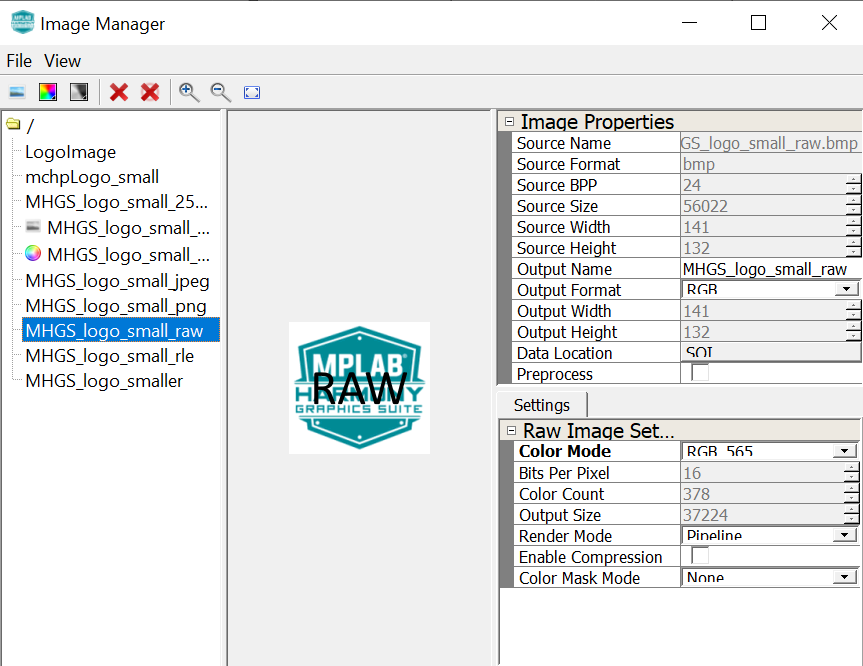 Image Manager
File View
/
LogoImage
mchpLogo_small
MHGS_logo_small_25...
MHGS_logo_small_...
MHGS_logo_small_...
MHGS_logo_small_jpeg
MHGS_logo_small_png
MHGS_logo_small_raw
MHGS_logo_small_rle
MHGS_logo_smaller
MPLAB®
HARMONY
RAW
GRAPHICS SUITE
Image Properties
Source Name GS_logo_small_raw.bmp
Source Format bmp
Source BPP 24
Source Size 56022
Source Width 141
Source Height 132
Output Name MHGS_logo_small_raw
Output Format RGB
Output Width 141
Output Height 132
Data Location SQI
Preprocess
Settings
Raw Image Set...
Color Mode RGB_565
Bits Per Pixel 16
Color Count 378
Output Size 37224
Render Mode Pipeline
Enable Compression
Color Mask Mode None